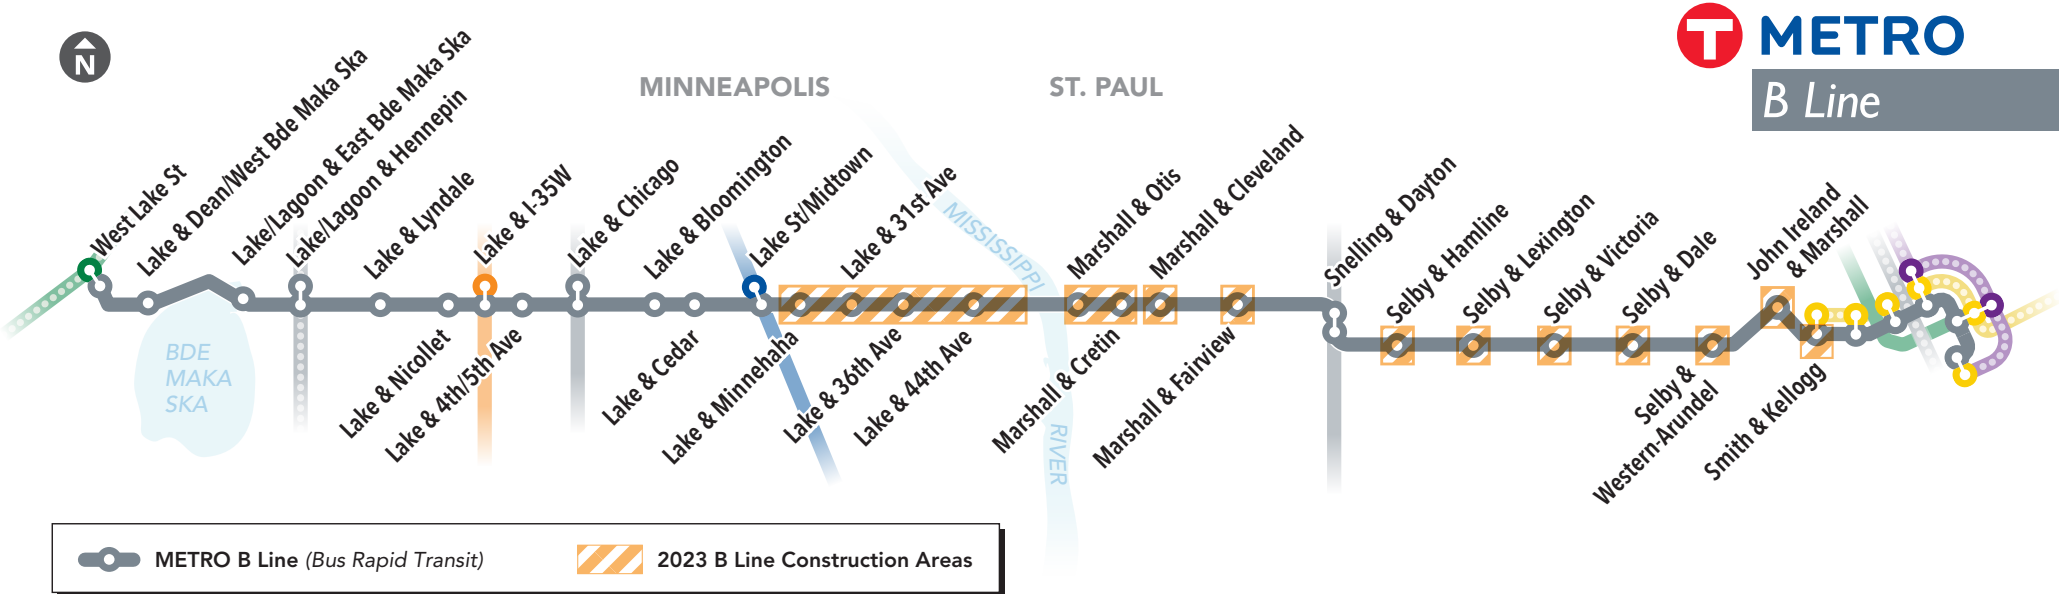 T METRO
B Line
N
MINNEAPOLIS
ST. PAUL
West Lake St
Lake & Dean/West Bde Maka Ska
Lake/Lagoon & East Bde Maka Ska
Lake/Lagoon & Hennepin
Lake & Lyndale
Lake & Nicollet
Lake & I-35W
Lake & 4th/5th Ave
Lake & Chicago
Lake & Bloomington
Lake & Cedar
Lake St/Midtown
Lake & Minnehaha
Lake & 31st Ave
Lake & 36th Ave
Lake & 44th Ave
MISSISSIPPI
RIVER
Marshall & Otis
Marshall & Cretin
Marshall & Cleveland
Marshall & Fairview
Snelling & Dayton
Selby & Hamline
Selby & Lexington
Selby & Victoria
Selby & Dale
Selby &
Western-Arundel
John Ireland
& Marshall
Smith & Kellogg
BDE
MAKA
SKA
METRO B Line (Bus Rapid Transit)
2023 B Line Construction Areas